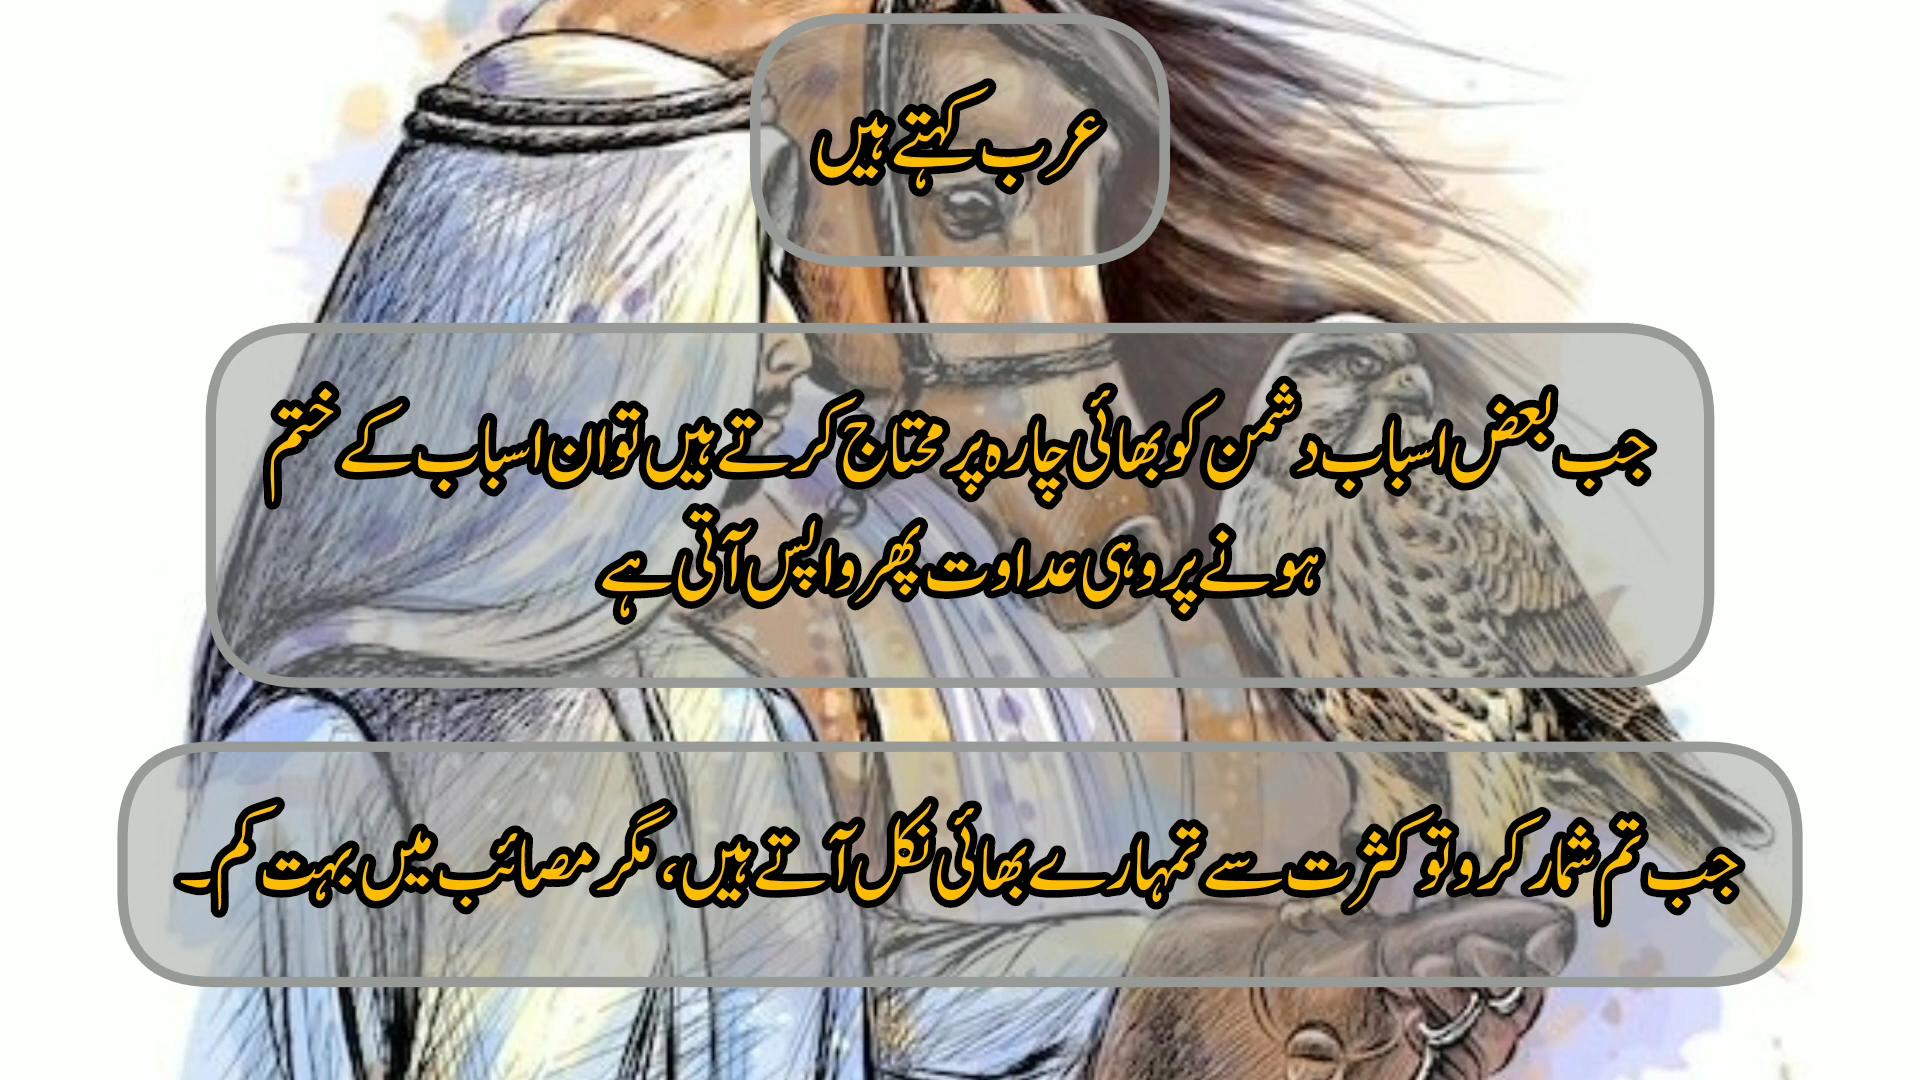 عرب کہتے ہیں
جب بعض اسباب دشمن کو بھائی چارہ پر محتاج کرتے ہیں تو ان اسباب کے ختم
ہونے پر وہی عداوت پھر واپس آتی ہے
جب تم شمار کرو تو کثرت سے تمہارے بھائی نکل آتے ہیں، مگر مصائب میں بہت کم۔